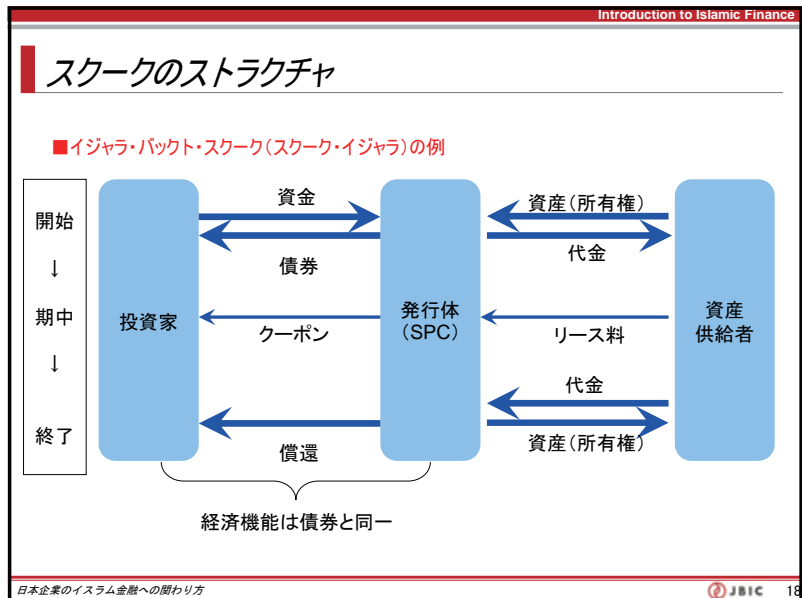 Introduction to Islamic Finance
スクークのストラクチャ
■イジャラ・バックト・スクーク(スクーク・イジャラ)の例
開始
↓
期中
↓
終了
投資家
資金
債券
クーポン
償還
発行体
(SPC)
資産(所有権)
代金
リース料
代金
資産(所有権)
資産
供給者
経済機能は債券と同一
日本企業のイスラム金融への関わり方
JBIC 18